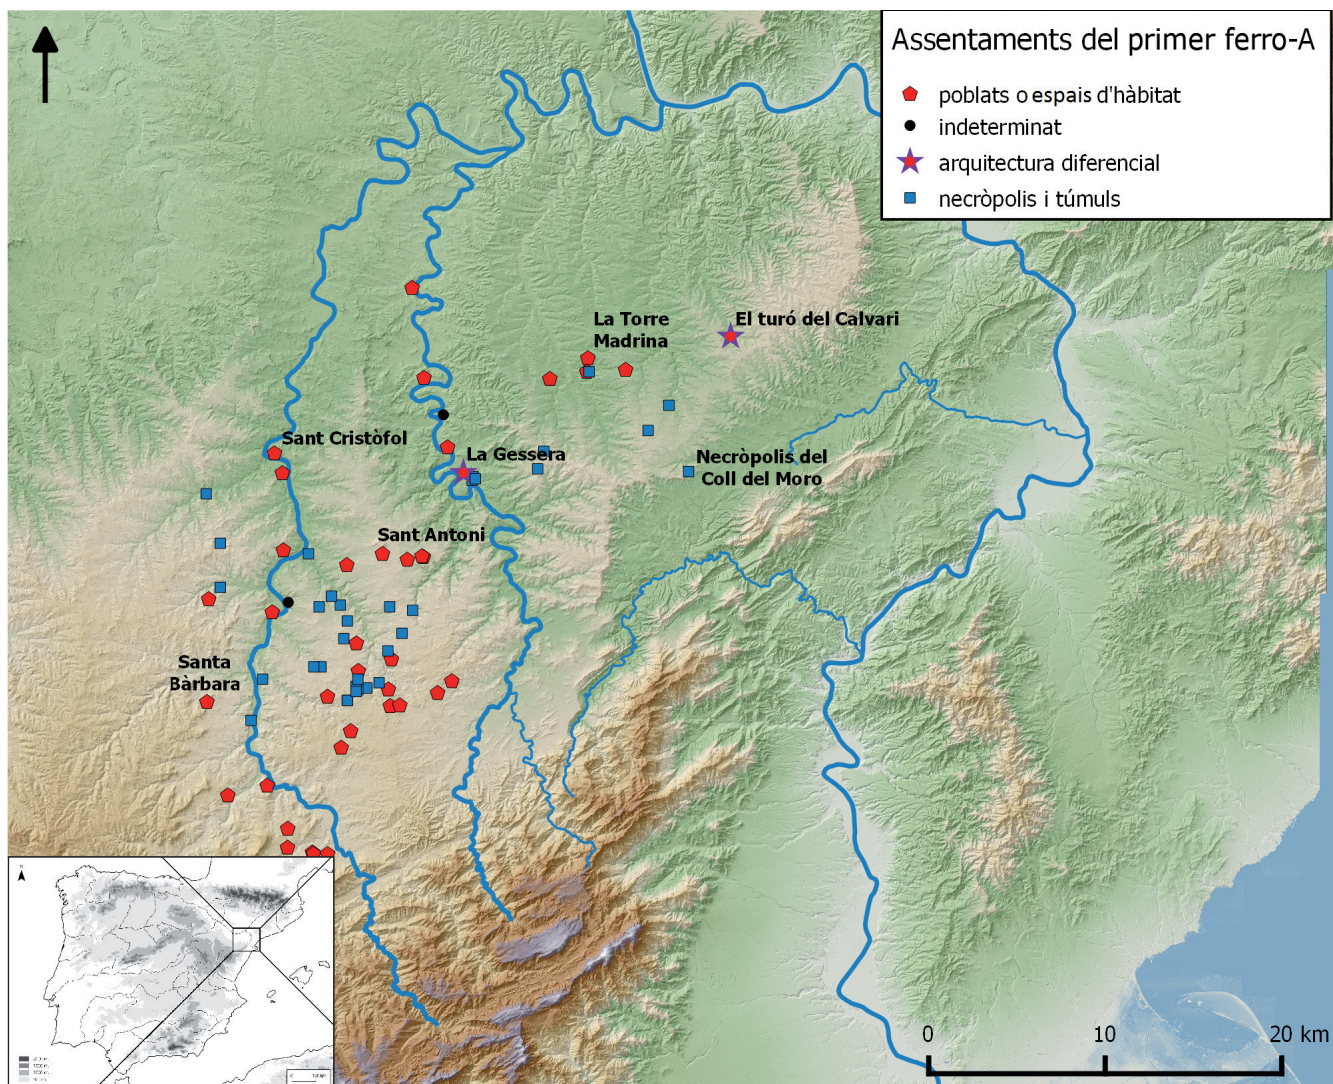 Assentaments del primer ferro-A
poblats o espais d'hàbitat
indeterminat
arquitectura diferencial
necròpolis i túmuls
La Torre
Madrina
El turó del Calvari
Sant Cristòfol
La Gessera
Necròpolis del
Coll del Moro
Sant Antoni
Santa
Bàrbara
0
10
20 km